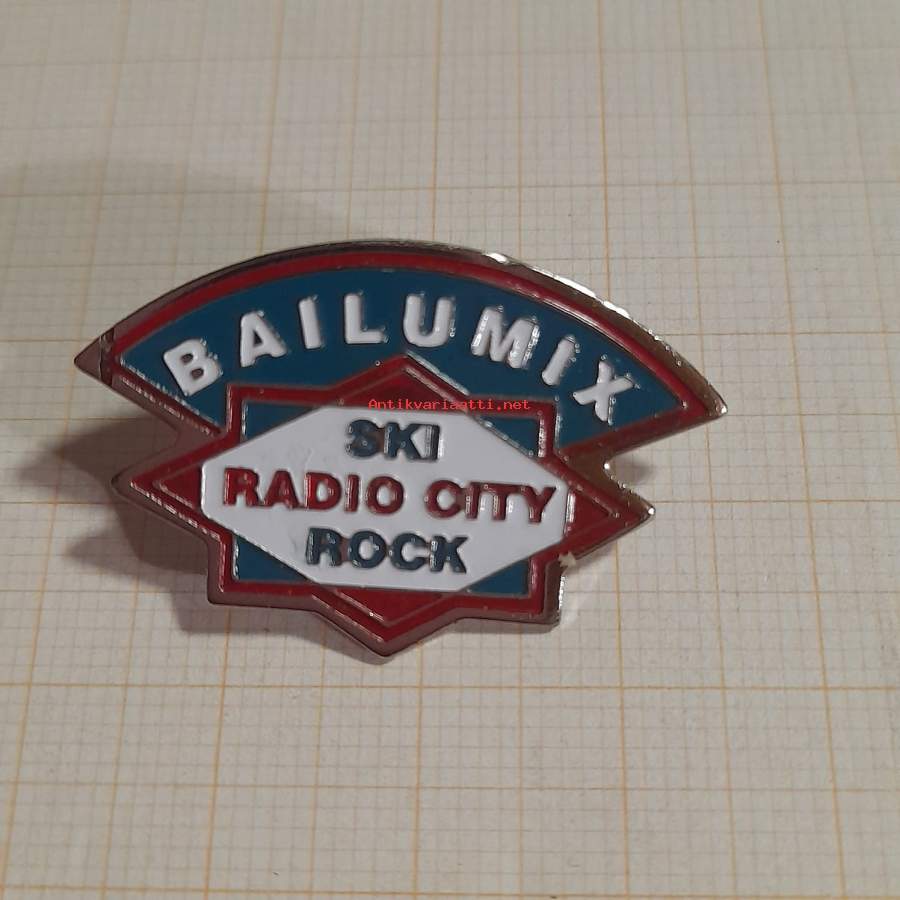 BAILUMIX
Antikvariaatti.net
SKI
RADIO CITY
ROCK